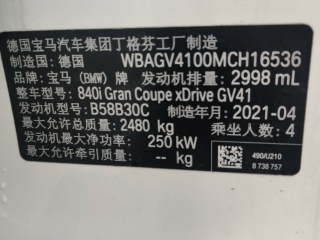 德国宝马汽车集团丁格芬工厂制造
制造国：德国 WBAGV4100MCH16536
品牌：宝马 (BMW) 牌 发动机排量：2998 mL
整车型号：840i Gran Coupe xDrive GV41
发动机型号：B58B30C 制造年月：2021-04
最大允许总质量：2480 kg 乘坐人数：4
发动机最大净功率：250 kW
最大允许牵引质量：-- kg
490/U210
8 738 757